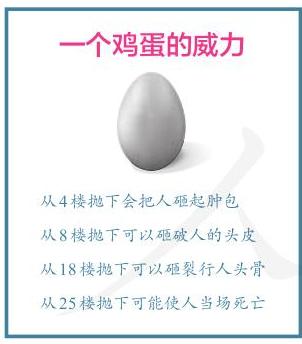 一个鸡蛋的威力
从4楼抛下会把人砸起肿包
从8楼抛下可以砸破人的头皮
从18楼抛下可以砸裂行人头骨
从25楼抛下可能使人当场死亡